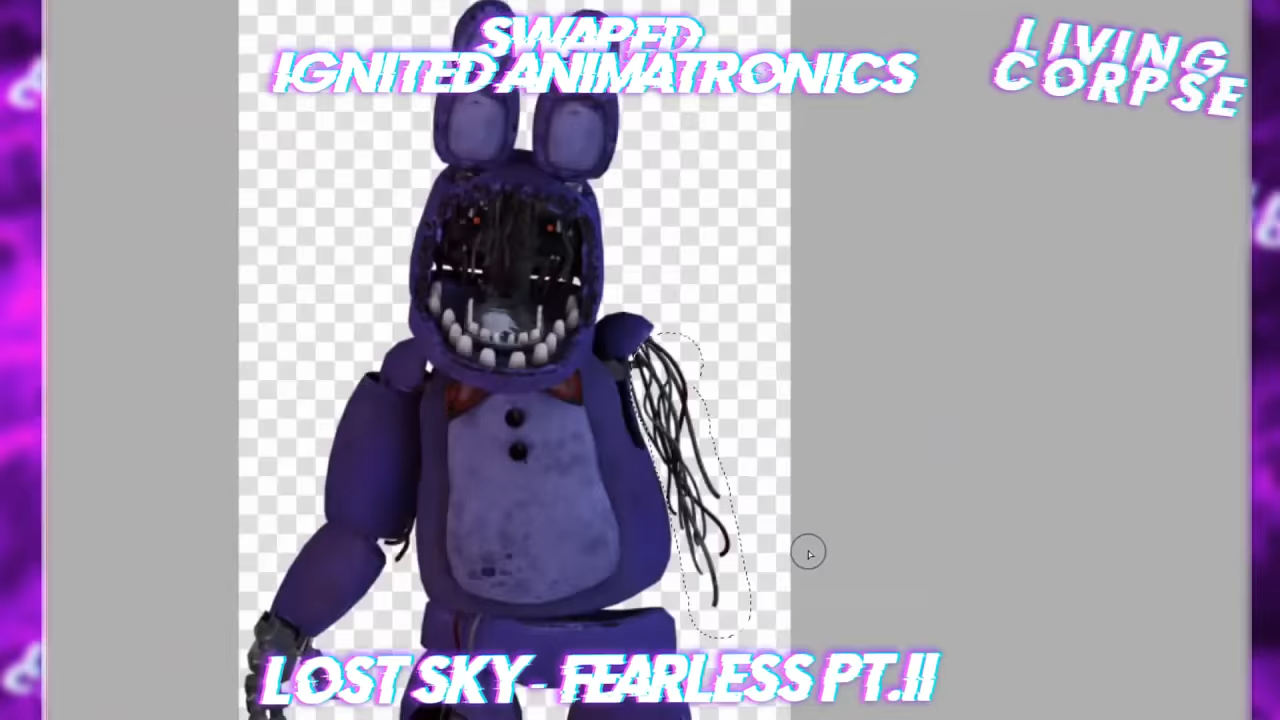 SWAPED
IGNITED ANIMATRONICS
LIVING
CORPSE
LOST SKY - FEARLESS PT.II